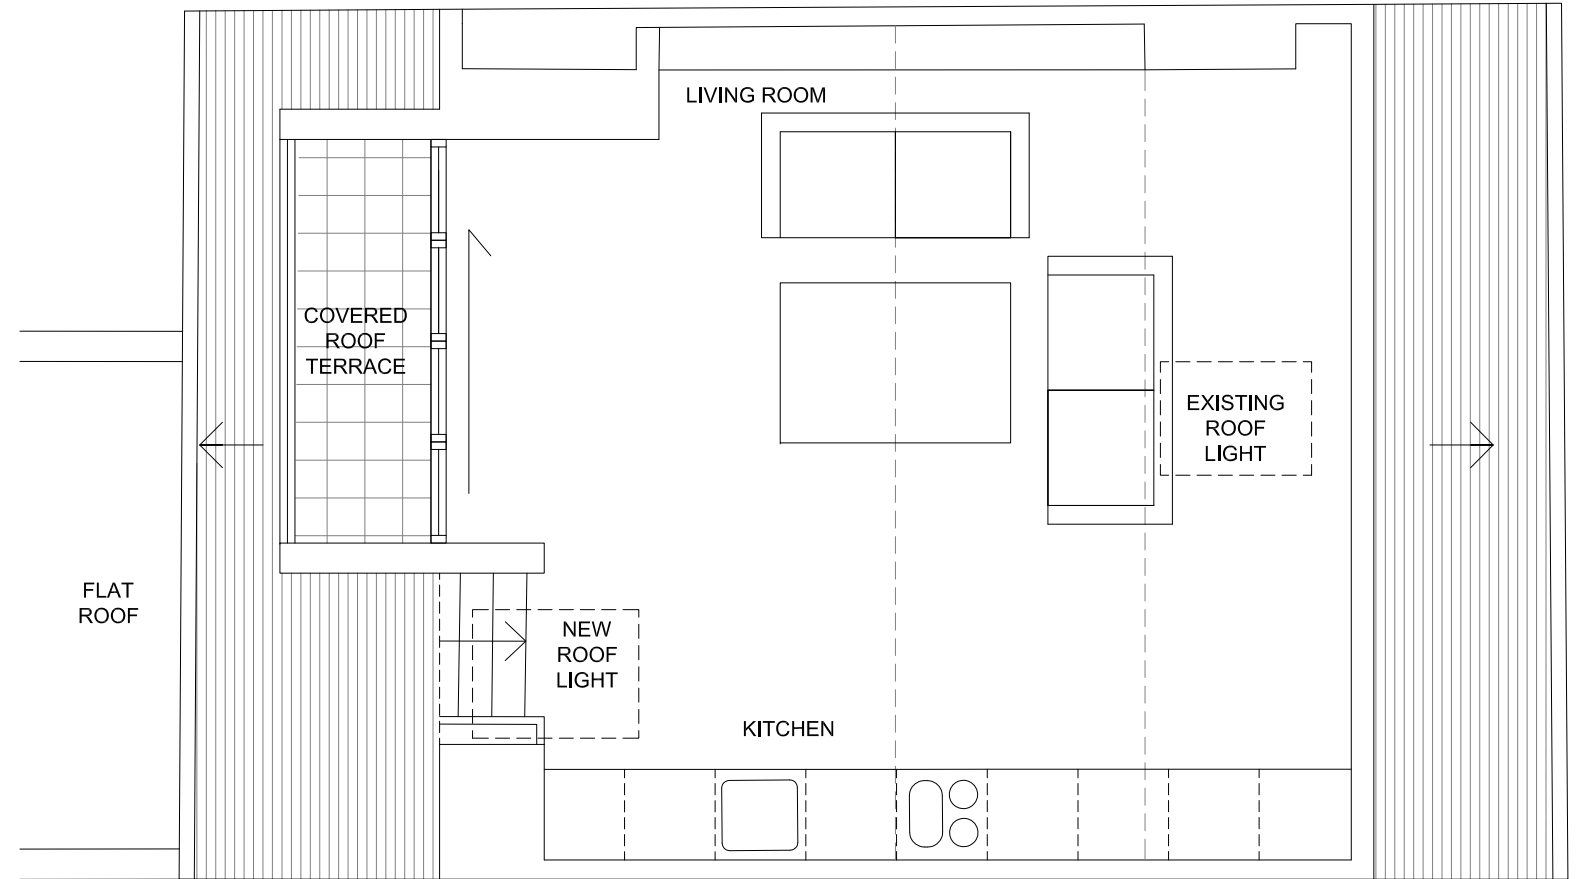 LIVING ROOM
COVERED
ROOF
TERRACE
EXISTING
ROOF
LIGHT
FLAT
ROOF
NEW
ROOF
LIGHT
KITCHEN